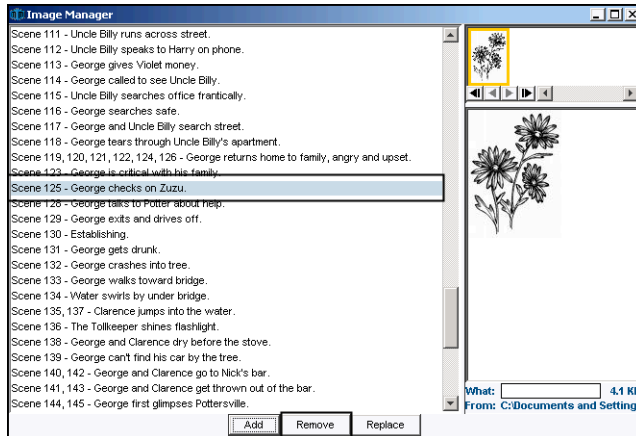 Image Manager
Scene 111 - Uncle Billy runs across street.
Scene 112 - Uncle Billy speaks to Harry on phone.
Scene 113 - George gives Violet money.
Scene 114 - George called to see Uncle Billy.
Scene 115 - Uncle Billy searches office frantically.
Scene 116 - George searches safe.
Scene 117 - George and Uncle Billy search street.
Scene 118 - George tears through Uncle Billy's apartment.
Scene 119, 120, 121, 122, 124, 126 - George returns home to family, angry and upset.
Scene 123 - George is critical with his family.
Scene 125 - George checks on Zuzu.
Scene 128 - George talks to Potter about help.
Scene 129 - George exits and drives off.
Scene 130 - Establishing.
Scene 131 - George gets drunk.
Scene 132 - George crashes into tree.
Scene 133 - George walks toward bridge.
Scene 134 - Water swirls by under bridge.
Scene 135, 137 - Clarence jumps into the water.
Scene 136 - The Tollkeeper shines flashlight.
Scene 138 - George and Clarence dry before the stove.
Scene 139 - George can't find his car by the tree.
Scene 140, 142 - George and Clarence go to Nick's bar.
Scene 141, 143 - George and Clarence get thrown out of the bar.
Scene 144, 145 - George first glimpses Pottersville.
What: 4.1 K
From: C:\Documents and Setting
Add Remove Replace